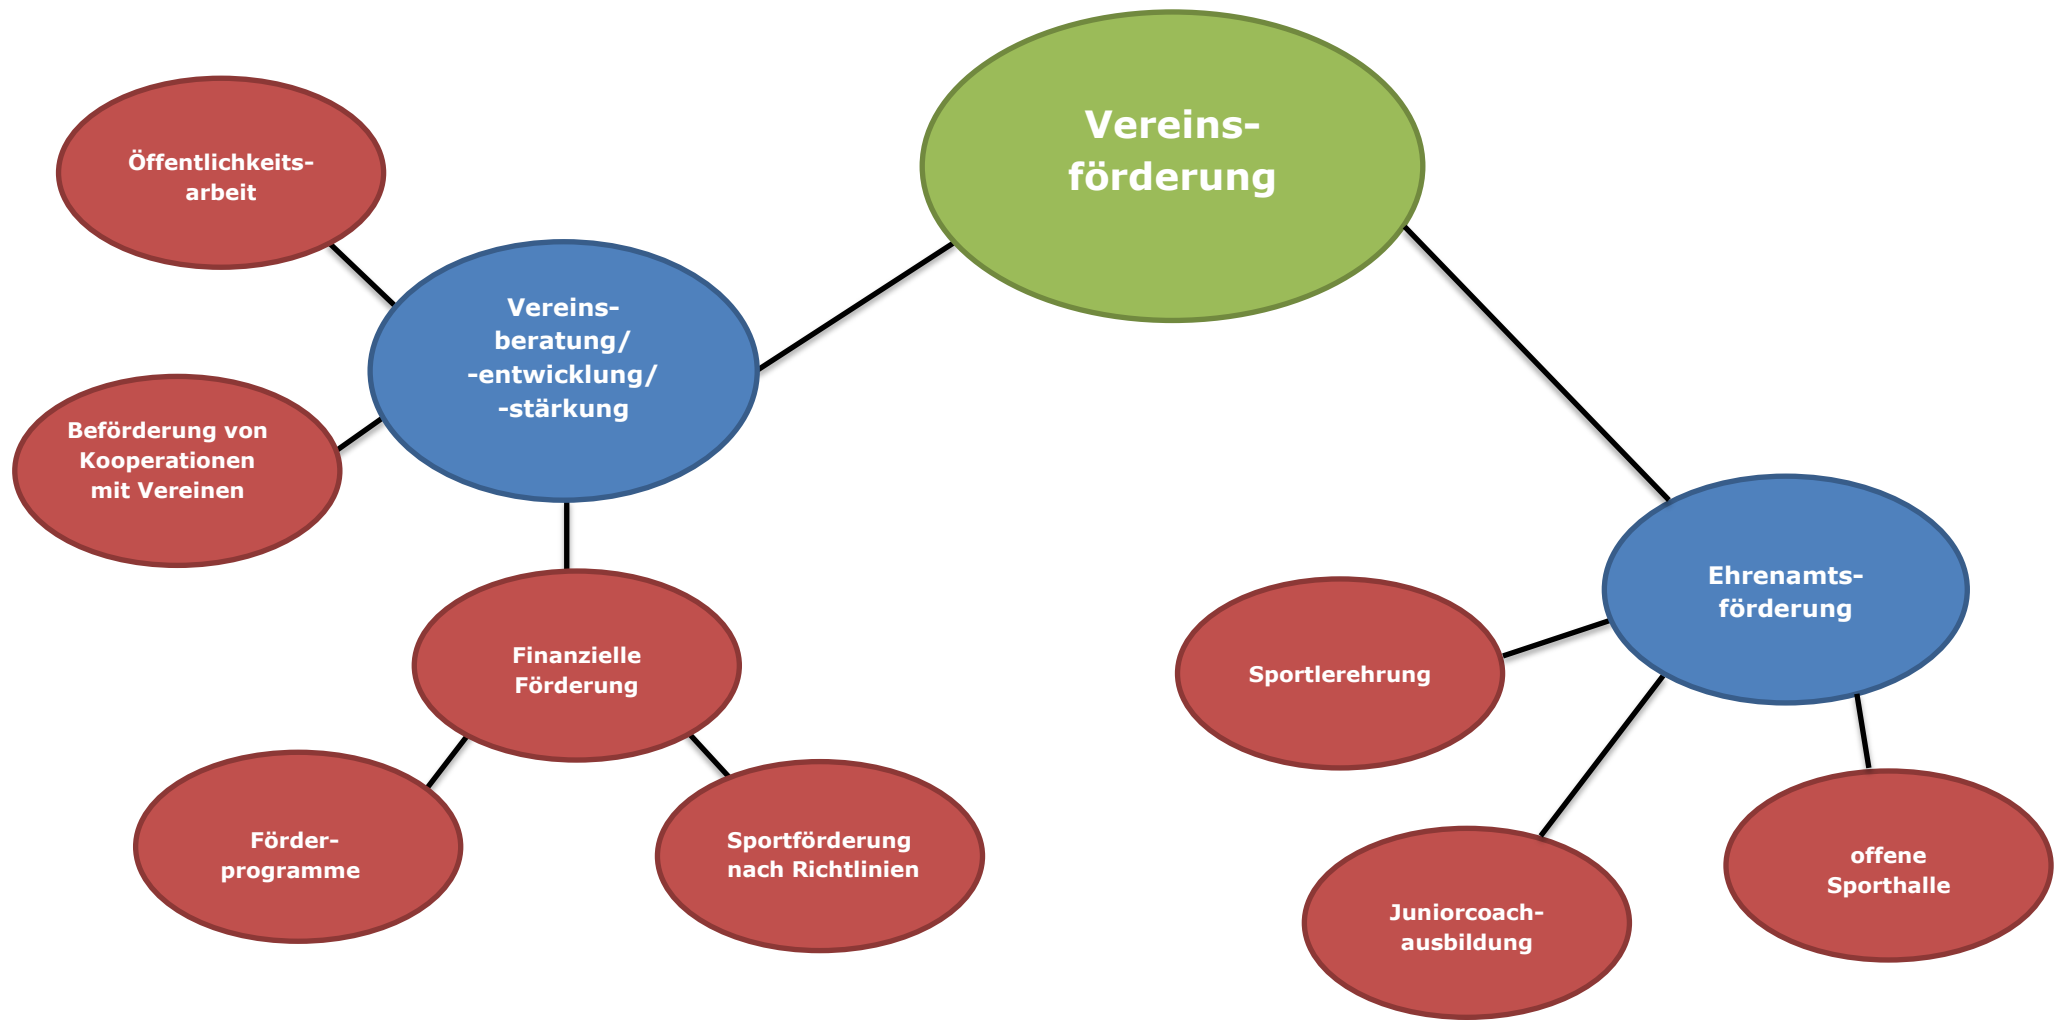 Vereins-
förderung
Öffentlichkeits-
arbeit
Vereins-
beratung/
-entwicklung/
-stärkung
Beförderung von
Kooperationen
mit Vereinen
Finanzielle
Förderung
Förder-
programme
Sportförderung
nach Richtlinien
Ehrenamts-
förderung
Sportlerehrung
Juniorcoach-
ausbildung
offene
Sporthalle